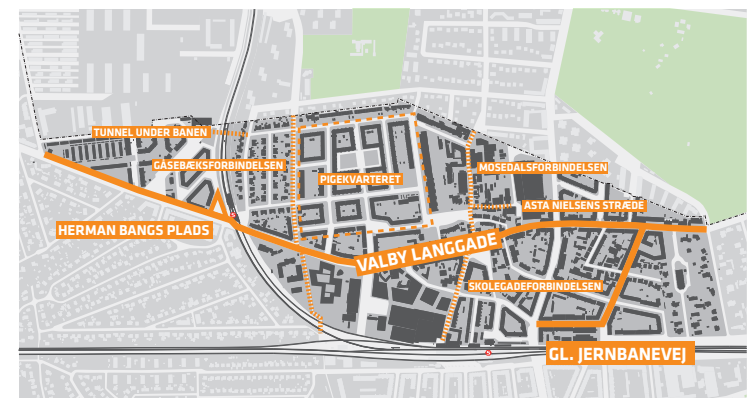 TUNNEL UNDER BANEN
GÅSEBÆKSFORBINDELSEN
PIGEKVARTERET
MOSEDALSFORBINDELSEN
ASTA NIELSENS STRÆDE
HERMAN BANGS PLADS
VALBY LANGGADE
SKOLEGADEFORBINDELSEN
GL. JERNBANEVEJ